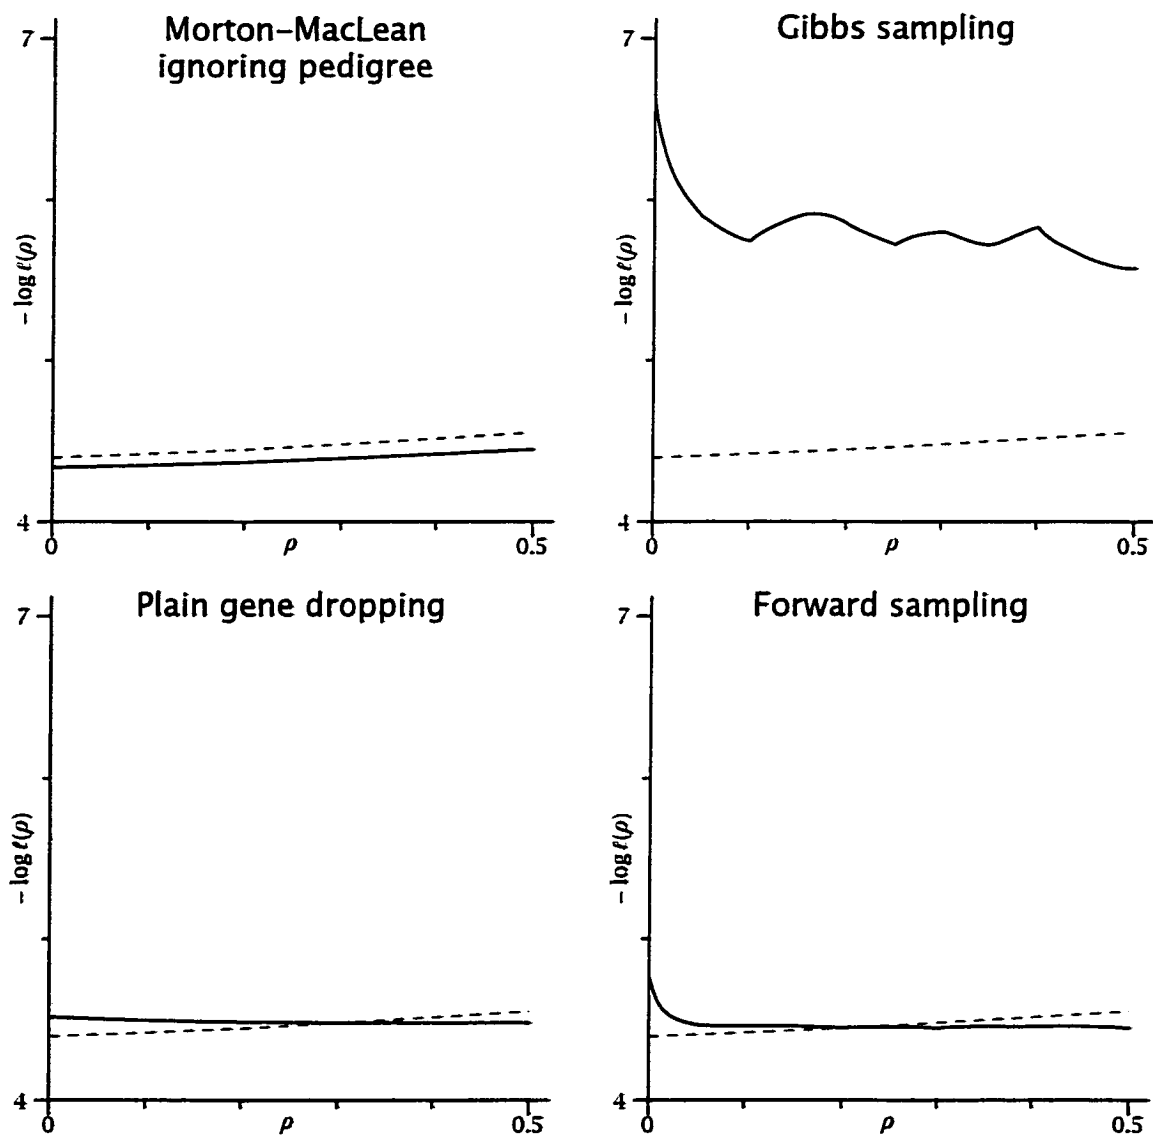 Morton–MacLean
ignoring pedigree
7
− log ℓ(ρ)
4
0
ρ
0.5
Gibbs sampling
7
− log ℓ(ρ)
4
0
ρ
0.5
Plain gene dropping
7
− log ℓ(ρ)
4
0
ρ
0.5
Forward sampling
7
− log ℓ(ρ)
4
0
ρ
0.5